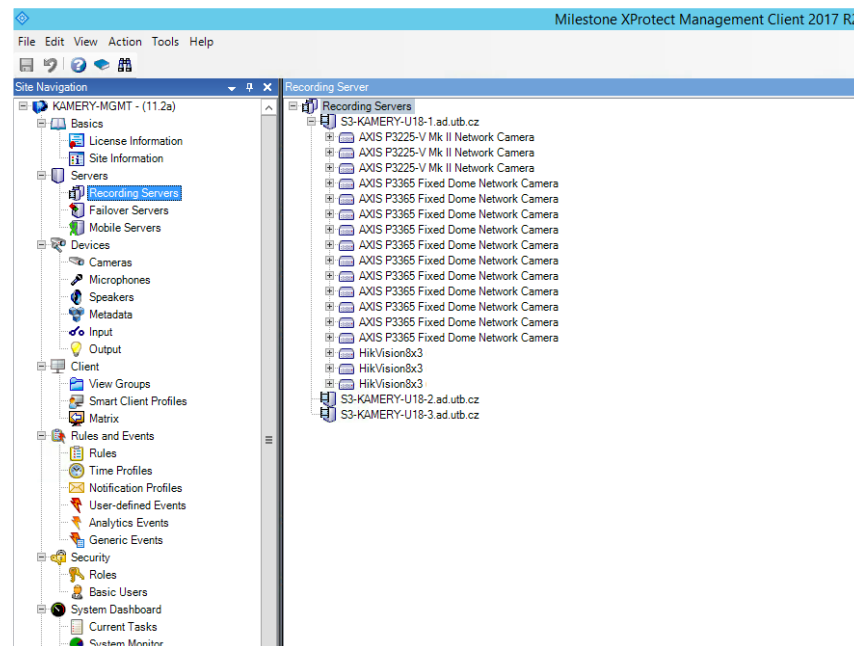 Milestone XProtect Management Client 2017 R2
File Edit View Action Tools Help
Site Navigation
KAMERY-MGMT - (11.2a)
Basics
License Information
Site Information
Servers
Recording Servers
Failover Servers
Mobile Servers
Devices
Cameras
Microphones
Speakers
Metadata
Input
Output
Client
View Groups
Smart Client Profiles
Matrix
Rules and Events
Rules
Time Profiles
Notification Profiles
User-defined Events
Analytics Events
Generic Events
Security
Roles
Basic Users
System Dashboard
Current Tasks
System Monitor
Recording Server
Recording Servers
S3-KAMERY-U18-1.ad.utb.cz
AXIS P3225-V Mk II Network Camera
AXIS P3225-V Mk II Network Camera
AXIS P3225-V Mk II Network Camera
AXIS P3365 Fixed Dome Network Camera
AXIS P3365 Fixed Dome Network Camera
AXIS P3365 Fixed Dome Network Camera
AXIS P3365 Fixed Dome Network Camera
AXIS P3365 Fixed Dome Network Camera
AXIS P3365 Fixed Dome Network Camera
AXIS P3365 Fixed Dome Network Camera
AXIS P3365 Fixed Dome Network Camera
AXIS P3365 Fixed Dome Network Camera
AXIS P3365 Fixed Dome Network Camera
AXIS P3365 Fixed Dome Network Camera
HikVision8x3
HikVision8x3
HikVision8x3
S3-KAMERY-U18-2.ad.utb.cz
S3-KAMERY-U18-3.ad.utb.cz